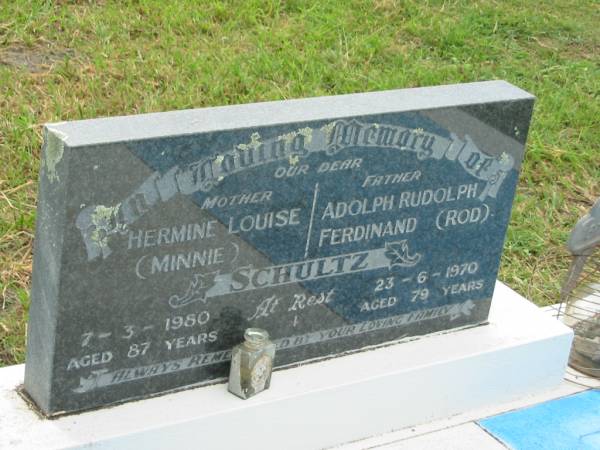 In Loving Memory of
OUR DEAR
MOTHER FATHER
HERMINE LOUISE ADOLPH RUDOLPH
(MINNIE) FERDINAND (ROD)
SCHULTZ
7-3-1980 At Rest 23-6-1970
AGED 87 YEARS AGED 79 YEARS
ALWAYS REMEMBERED BY YOUR LOVING FAMILY